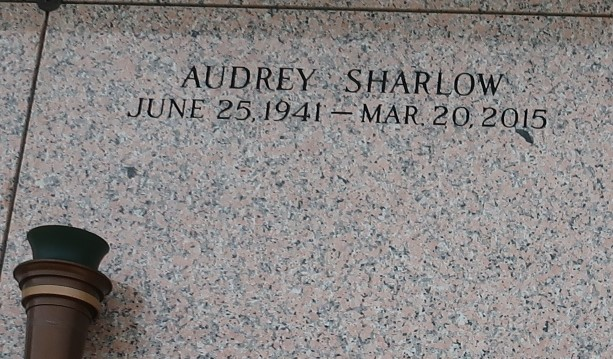 AUDREY SHARLOW
JUNE 25, 1941 — MAR. 20, 2015